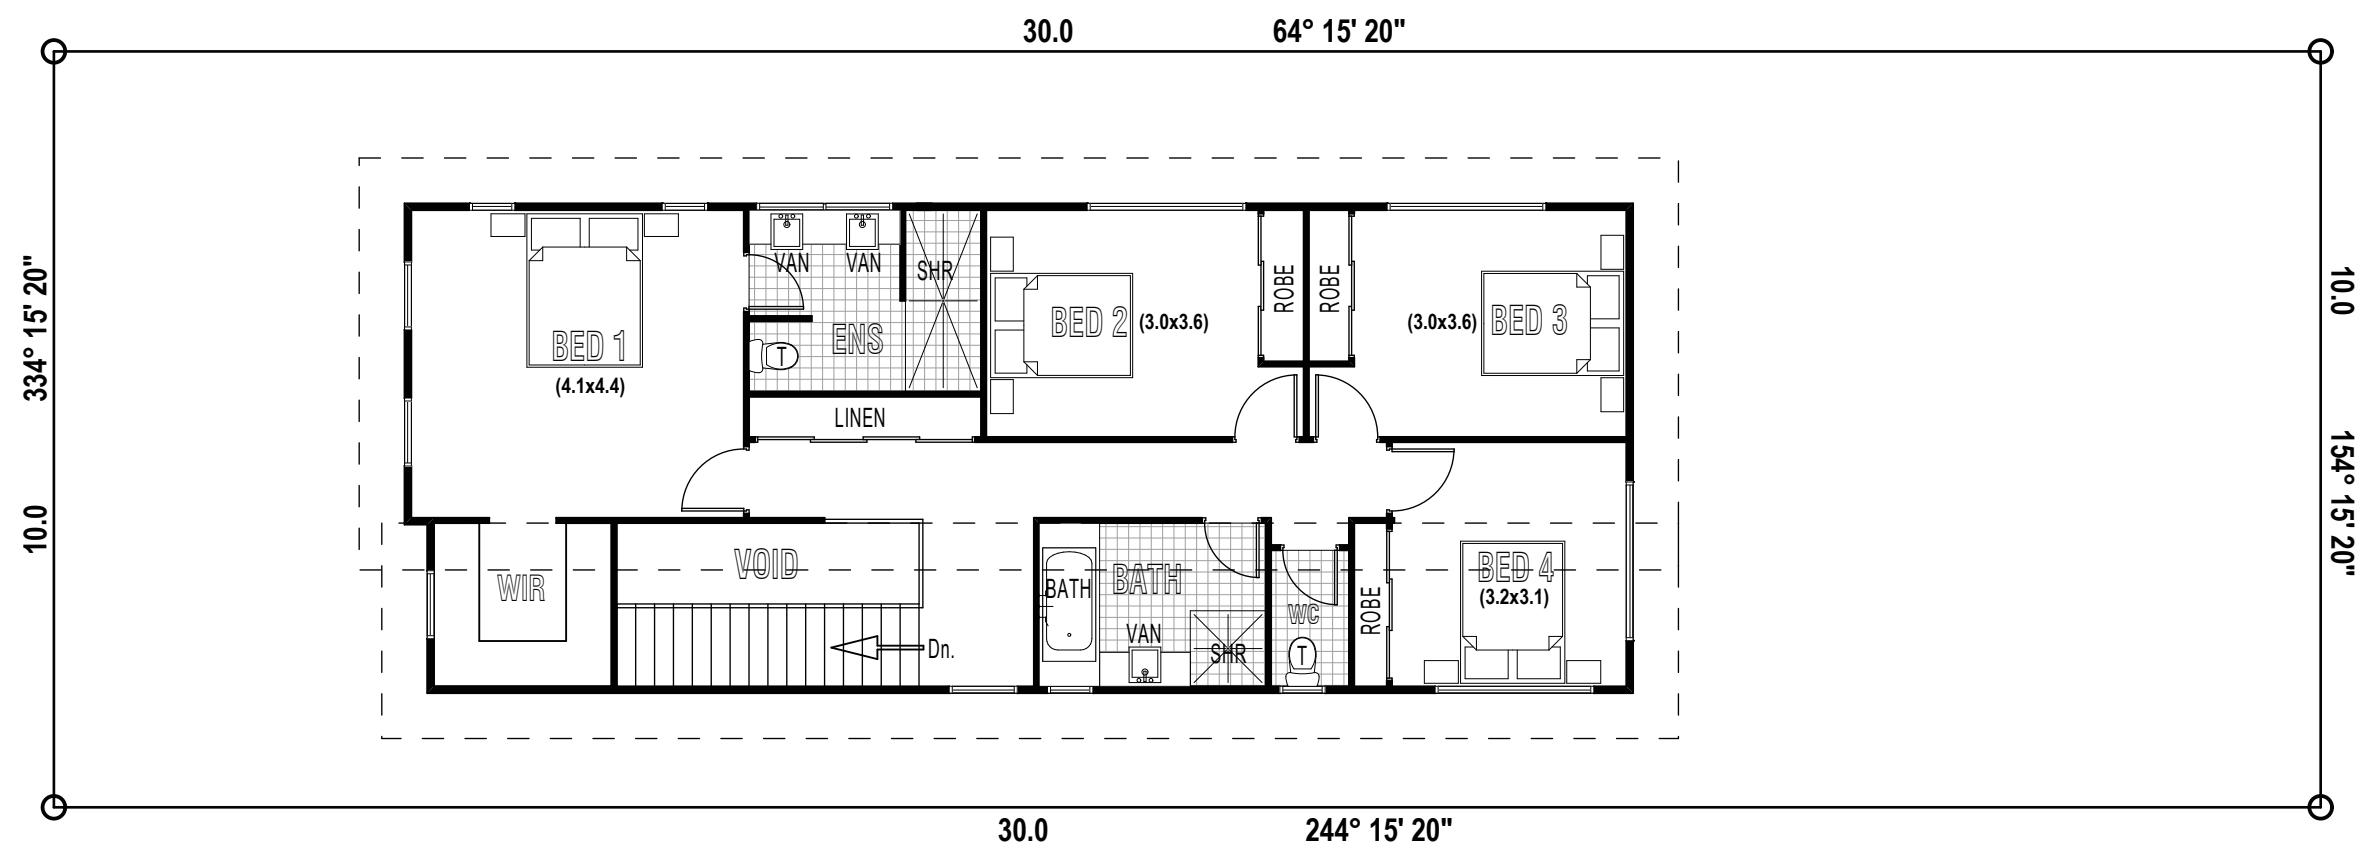 30.0
64° 15' 20"
334° 15' 20"
10.0
10.0
154° 15' 20"
VAN
VAN
SHR
ROBE
ROBE
BED 1
(4.1x4.4)
ENS
T
BED 2
(3.0x3.6)
(3.0x3.6)
BED 3
LINEN
WIR
VOID
Dn.
BATH
BATH
VAN
SHR
WC
T
ROBE
BED 4
(3.2x3.1)
30.0
244° 15' 20"